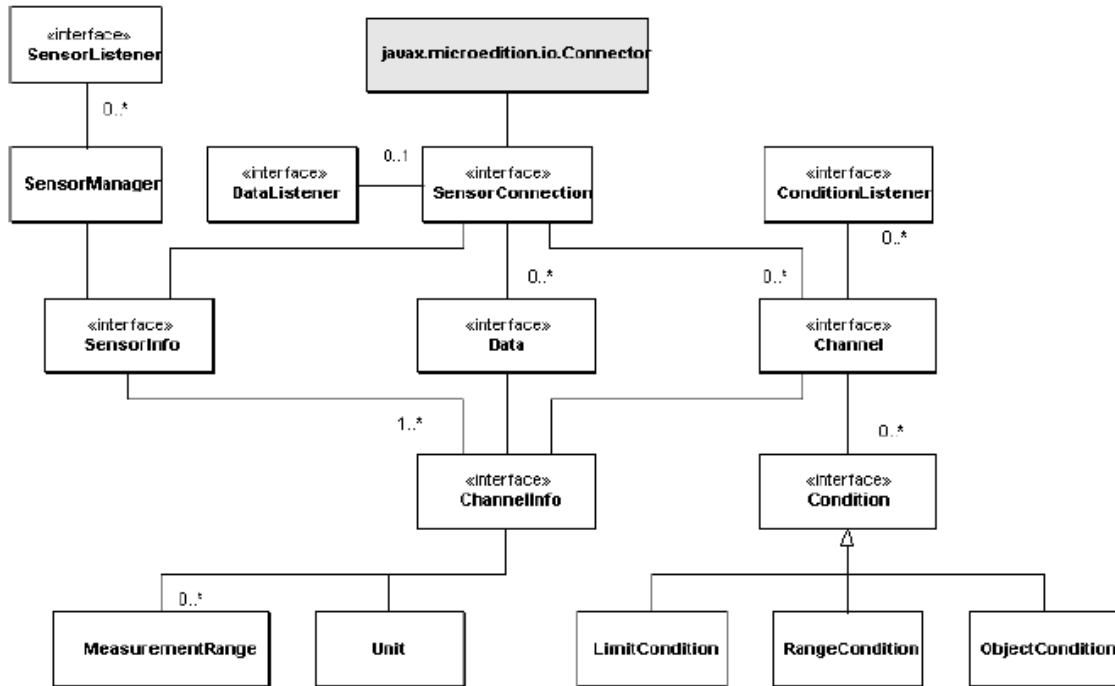 «interface»
SensorListener
javax.microedition.io.Connector
0..*
SensorManager
«interface»
DataListener
0..1
«interface»
SensorConnection
«interface»
ConditionListener
0..*
0..*
0..*
«interface»
SensorInfo
«interface»
Data
«interface»
Channel
1..*
0..*
«interface»
ChannelInfo
«interface»
Condition
0..*
MeasurementRange
Unit
LimitCondition
RangeCondition
ObjectCondition